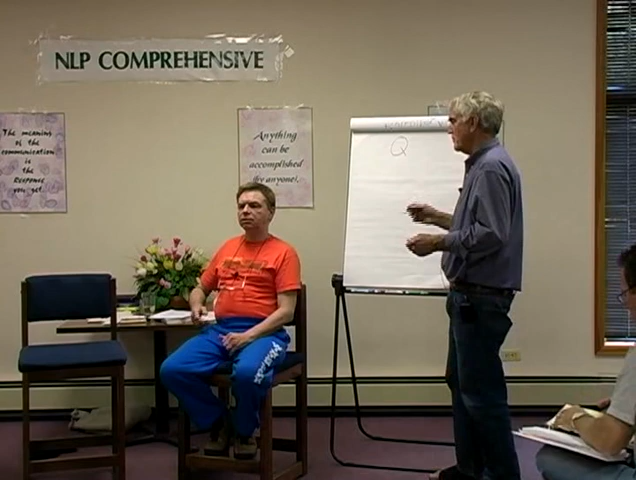 NLP COMPREHENSIVE
The meaning
of the
communication
is
the
Response
you get.
Anything
can be
accomplished
(by anyone),
Q